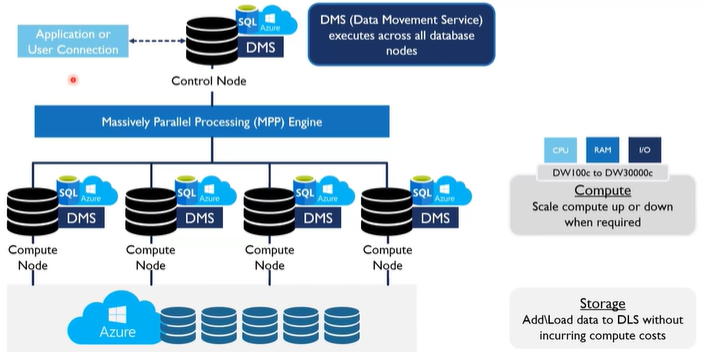 Application or
User Connection
SQL
Azure
DMS
Control Node
DMS (Data Movement Service)
executes across all database
nodes
Massively Parallel Processing (MPP) Engine
SQL
Azure
DMS
Compute
Node
SQL
Azure
DMS
Compute
Node
SQL
Azure
DMS
Compute
Node
SQL
Azure
DMS
Compute
Node
CPU
RAM
I/O
DW100c to DW30000c
Compute
Scale compute up or down
when required
Azure
Storage
Add\Load data to DLS without
incurring compute costs